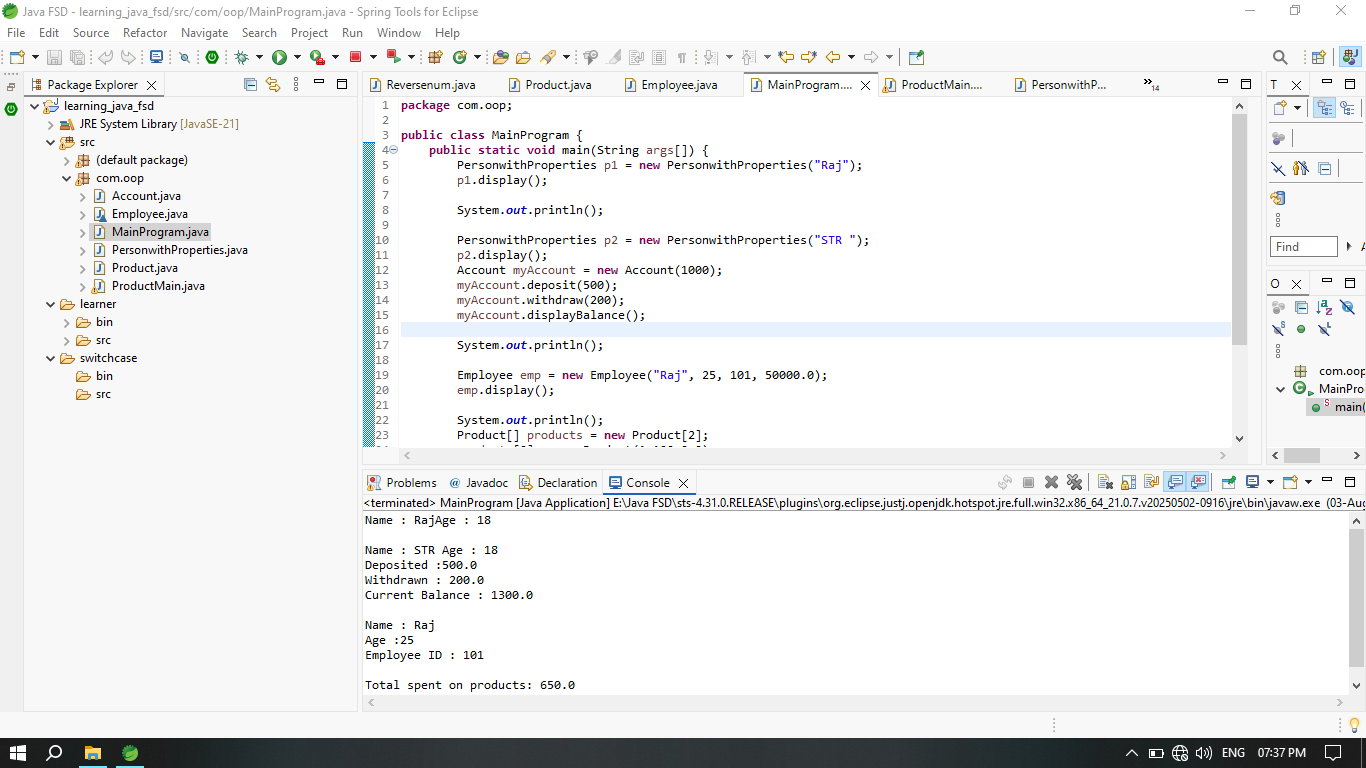 Java FSD - learning_java_fsd/src/com/oop/MainProgram.java - Spring Tools for Eclipse
File Edit Source Refactor Navigate Search Project Run Window Help
Package Explorer
learning_java_fsd
JRE System Library [JavaSE-21]
src
(default package)
com.oop
Account.java
Employee.java
MainProgram.java
PersonwithProperties.java
Product.java
ProductMain.java
learner
bin
src
switchcase
bin
src
Reversenum.java Product.java Employee.java MainProgram.... ProductMain.... PersonwithP... »14
1 package com.oop;
2
3 public class MainProgram {
4 public static void main(String args[]) {
5 PersonwithProperties p1 = new PersonwithProperties("Raj");
6 p1.display();
7
8 System.out.println();
9
10 PersonwithProperties p2 = new PersonwithProperties("STR ");
11 p2.display();
12 Account myAccount = new Account(1000);
13 myAccount.deposit(500);
14 myAccount.withdraw(200);
15 myAccount.displayBalance();
16
17 System.out.println();
18
19 Employee emp = new Employee("Raj", 25, 101, 50000.0);
20 emp.display();
21
22 System.out.println();
23 Product[] products = new Product[2];
T
Find
A
O
com.oop
MainPro
main(
Problems @ Javadoc Declaration Console
<terminated> MainProgram [Java Application] E:\Java FSD\sts-4.31.0.RELEASE\plugins\org.eclipse.justj.openjdk.hotspot.jre.full.win32.x86_64_21.0.7.v20250502-0916\jre\bin\javaw.exe (03-Aug
Name : RajAge : 18

Name : STR Age : 18
Deposited :500.0
Withdrawn : 200.0
Current Balance : 1300.0

Name : Raj
Age :25
Employee ID : 101

Total spent on products: 650.0
ENG 07:37 PM